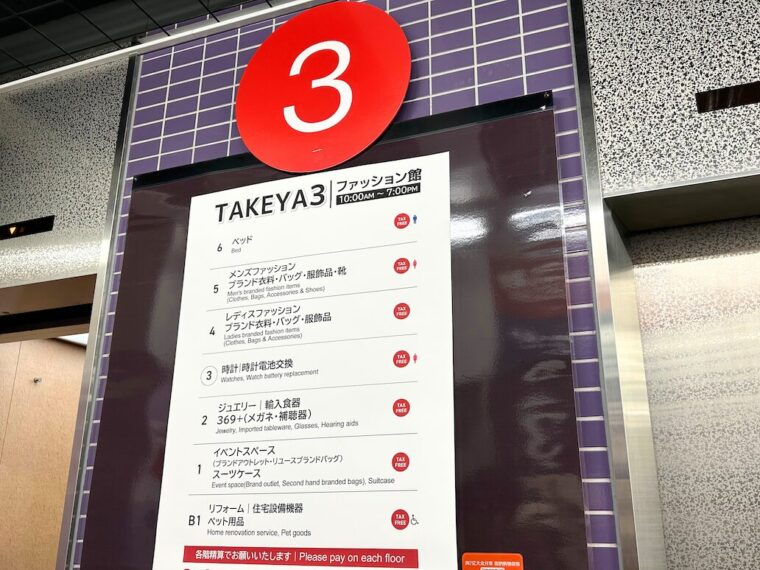 3
TAKEYA3 ファッション館
10:00AM ～ 7:00PM
6 ベッド
Bed
TAX FREE
5 メンズファッション
ブランド衣料・バッグ・服飾品・靴
Men's branded fashion items
(Clothes, Bags, Accessories & Shoes)
TAX FREE
4 レディスファッション
ブランド衣料・バッグ・服飾品
Ladies branded fashion items
(Clothes, Bags & Accessories)
TAX FREE
3 時計|時計電池交換
Watches, Watch battery replacement
TAX FREE
2 ジュエリー|輸入食器
369+(メガネ・補聴器)
Jewelry, Imported tableware, Glasses, Hearing aids
TAX FREE
1 イベントスペース
(ブランドアウトレット・リユースブランドバッグ)
スーツケース
Event space(Brand outlet, Second hand branded bags), Suitcase
TAX FREE
B1 リフォーム|住宅設備機器
ペット用品
Home renovation service, Pet goods
TAX FREE
各階精算でお願いいたします|Please pay on each floor